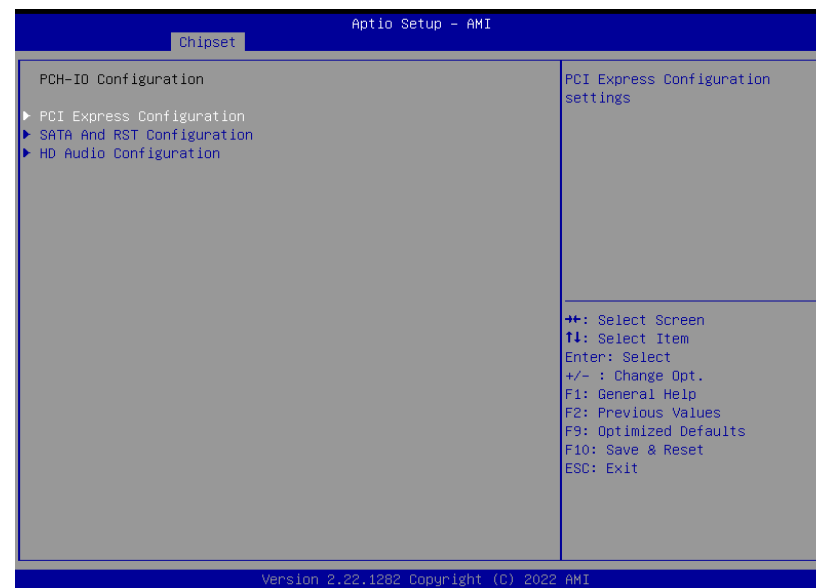 Aptio Setup – AMI
Chipset
PCH–IO Configuration
PCI Express Configuration
SATA And RST Configuration
HD Audio Configuration
PCI Express Configuration
settings
→←: Select Screen
↑↓: Select Item
Enter: Select
+/– : Change Opt.
F1: General Help
F2: Previous Values
F9: Optimized Defaults
F10: Save & Reset
ESC: Exit
Version 2.22.1282 Copyright (C) 2022 AMI